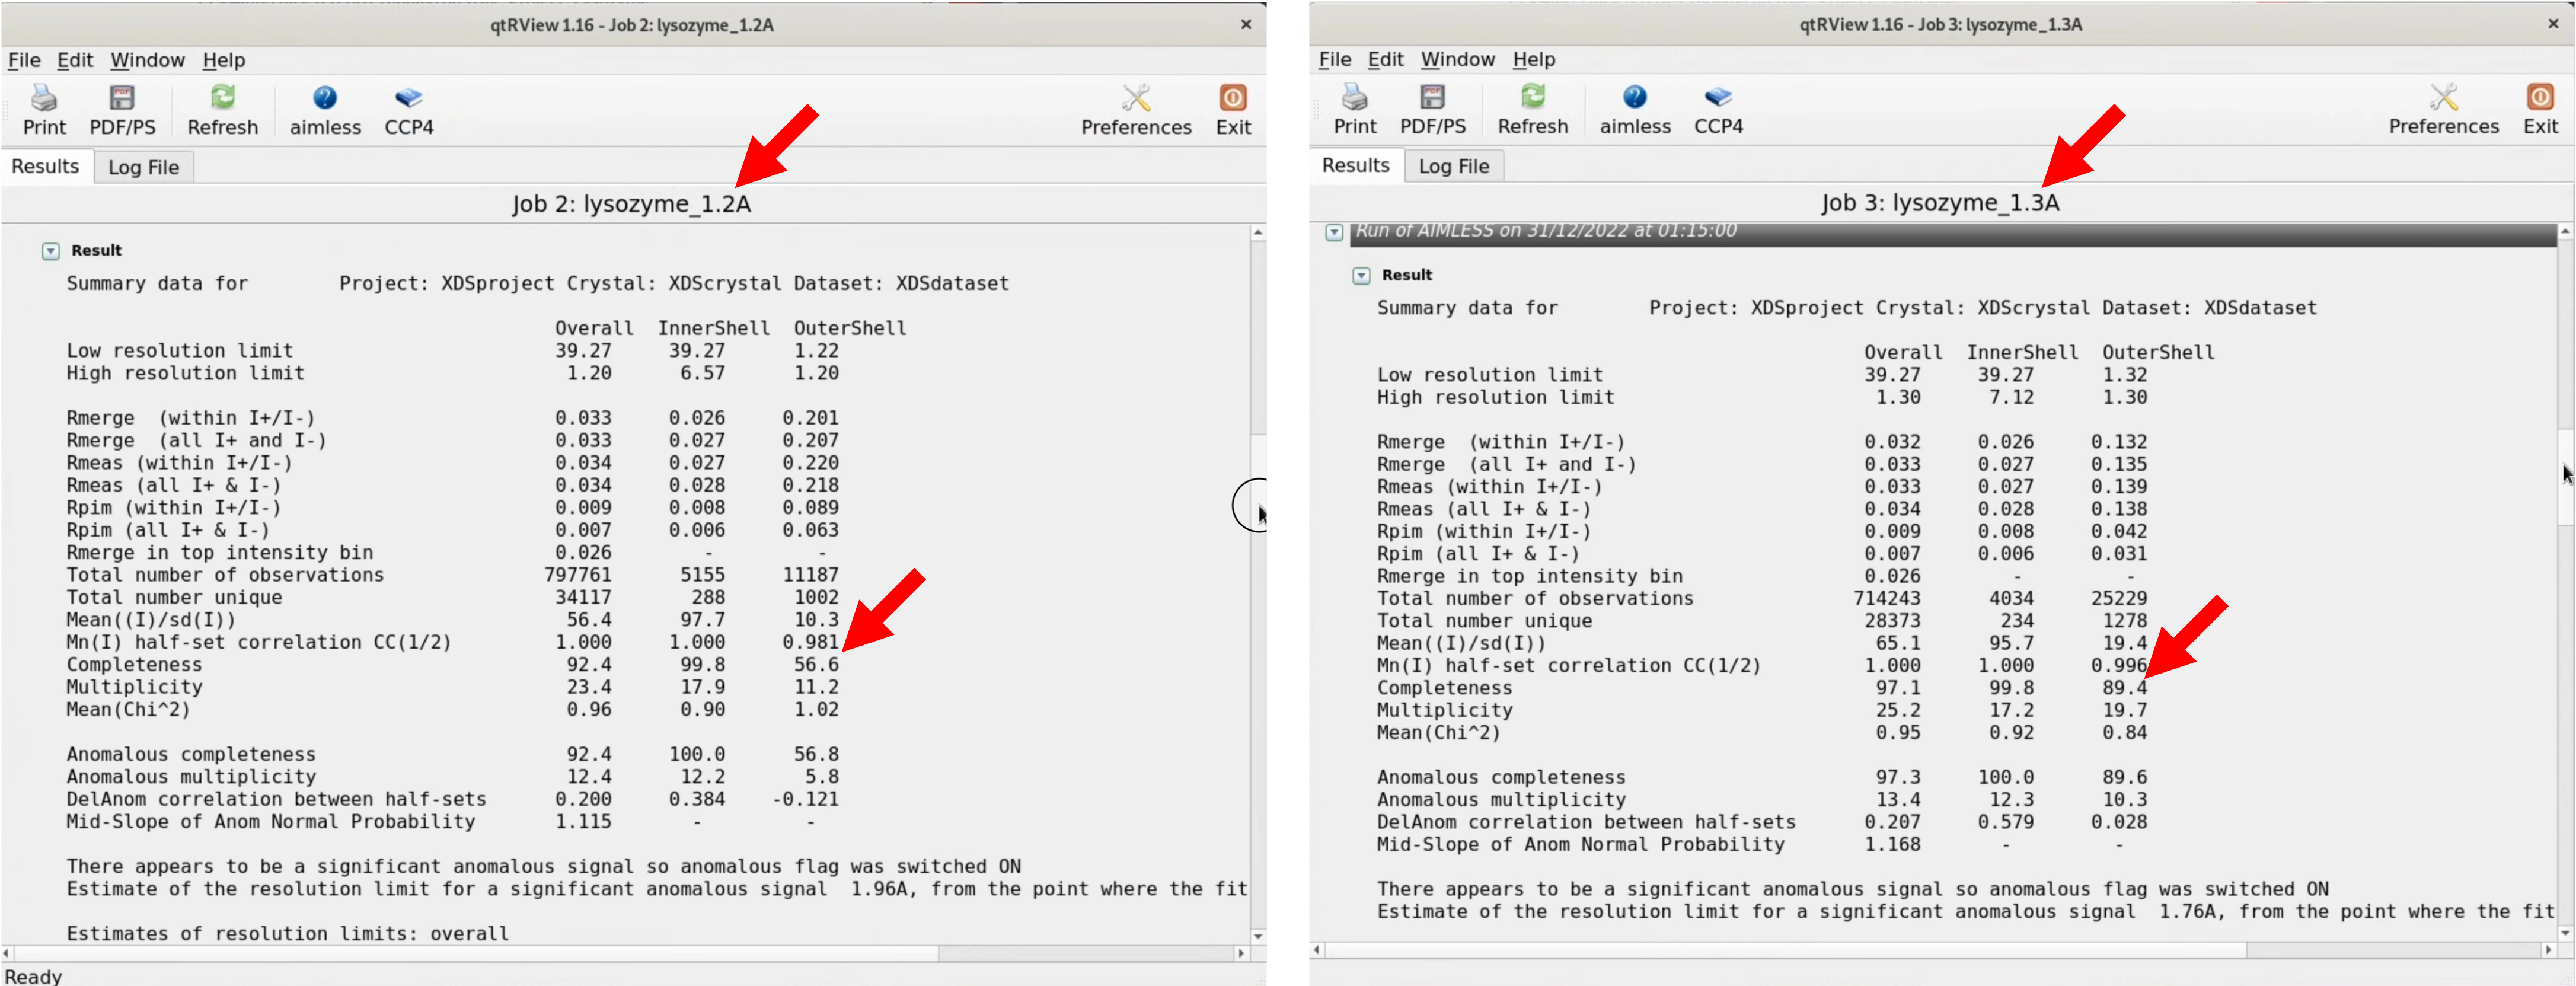 qtRView 1.16 - Job 2: lysozyme_1.2A
File Edit Window Help
Print PDF/PS Refresh aimless CCP4 Preferences Exit
Results Log File
Job 2: lysozyme_1.2A
Result
Summary data for Project: XDSproject Crystal: XDScrystal Dataset: XDSdataset
Overall InnerShell OuterShell
Low resolution limit 39.27 39.27 1.22
High resolution limit 1.20 6.57 1.20
Rmerge (within I+/I-) 0.033 0.026 0.201
Rmerge (all I+ and I-) 0.033 0.027 0.207
Rmeas (within I+/I-) 0.034 0.027 0.220
Rmeas (all I+ & I-) 0.034 0.028 0.218
Rpim (within I+/I-) 0.009 0.008 0.089
Rpim (all I+ & I-) 0.007 0.006 0.063
Rmerge in top intensity bin 0.026 - -
Total number of observations 797761 5155 11187
Total number unique 34117 288 1002
Mean((I)/sd(I)) 56.4 97.7 10.3
Mn(I) half-set correlation CC(1/2) 1.000 1.000 0.981
Completeness 92.4 99.8 56.6
Multiplicity 23.4 17.9 11.2
Mean(Chi^2) 0.96 0.90 1.02
Anomalous completeness 92.4 100.0 56.8
Anomalous multiplicity 12.4 12.2 5.8
DelAnom correlation between half-sets 0.200 0.384 -0.121
Mid-Slope of Anom Normal Probability 1.115 - -
There appears to be a significant anomalous signal so anomalous flag was switched ON
Estimate of the resolution limit for a significant anomalous signal 1.96A, from the point where the fit
Estimates of resolution limits: overall
Ready
qtRView 1.16 - Job 3: lysozyme_1.3A
File Edit Window Help
Print PDF/PS Refresh aimless CCP4 Preferences Exit
Results Log File
Job 3: lysozyme_1.3A
Run of AIMLESS on 31/12/2022 at 01:15:00
Result
Summary data for Project: XDSproject Crystal: XDScrystal Dataset: XDSdataset
Overall InnerShell OuterShell
Low resolution limit 39.27 39.27 1.32
High resolution limit 1.30 7.12 1.30
Rmerge (within I+/I-) 0.032 0.026 0.132
Rmerge (all I+ and I-) 0.033 0.027 0.135
Rmeas (within I+/I-) 0.033 0.027 0.139
Rmeas (all I+ & I-) 0.034 0.028 0.138
Rpim (within I+/I-) 0.009 0.008 0.042
Rpim (all I+ & I-) 0.007 0.006 0.031
Rmerge in top intensity bin 0.026 - -
Total number of observations 714243 4034 25229
Total number unique 28373 234 1278
Mean((I)/sd(I)) 65.1 95.7 19.4
Mn(I) half-set correlation CC(1/2) 1.000 1.000 0.996
Completeness 97.1 99.8 89.4
Multiplicity 25.2 17.2 19.7
Mean(Chi^2) 0.95 0.92 0.84
Anomalous completeness 97.3 100.0 89.6
Anomalous multiplicity 13.4 12.3 10.3
DelAnom correlation between half-sets 0.207 0.579 0.028
Mid-Slope of Anom Normal Probability 1.168 - -
There appears to be a significant anomalous signal so anomalous flag was switched ON
Estimate of the resolution limit for a significant anomalous signal 1.76A, from the point where the fit